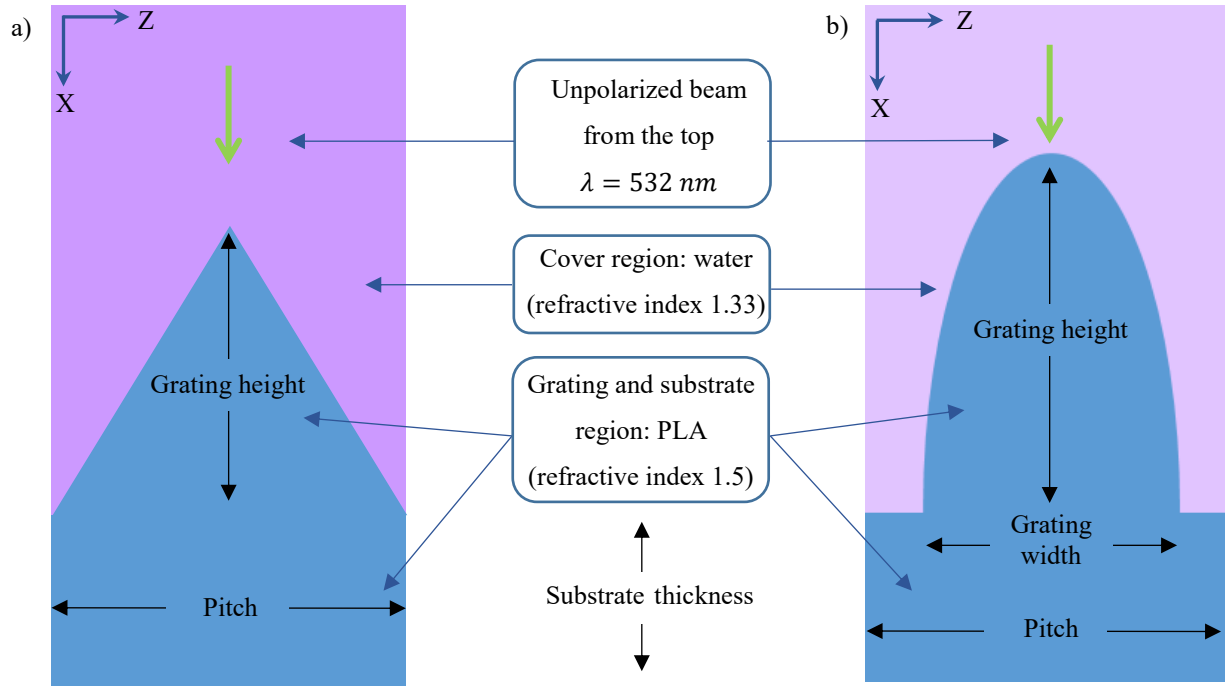 a)
Z
X
Grating height
Pitch
Unpolarized beam
from the top
λ = 532 nm
Cover region: water
(refractive index 1.33)
Grating and substrate
region: PLA
(refractive index 1.5)
Substrate thickness
b)
Z
X
Grating height
Grating
width
Pitch